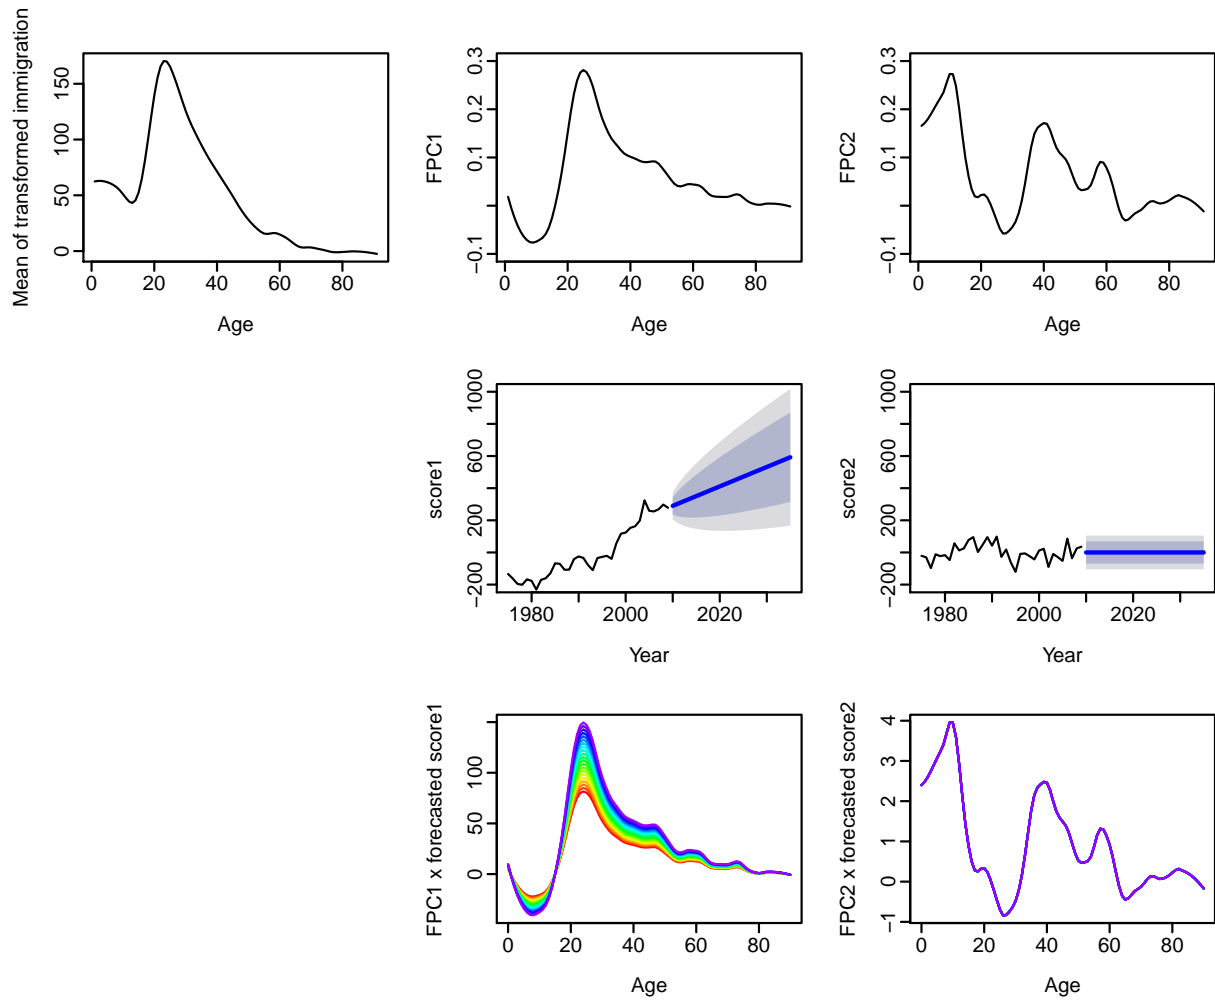 Mean of transformed immigration
0 50 100 150
0 20 40 60 80
Age
FPC1
−0.1 0.1 0.2 0.3
0 20 40 60 80
Age
FPC2
−0.1 0.1 0.2 0.3
0 20 40 60 80
Age
score1
−200 200 600 1000
1980 2000 2020
Year
score2
−200 200 600 1000
1980 2000 2020
Year
FPC1 x forecasted score1
0 50 100
0 20 40 60 80
Age
FPC2 x forecasted score2
−1 0 1 2 3 4
0 20 40 60 80
Age